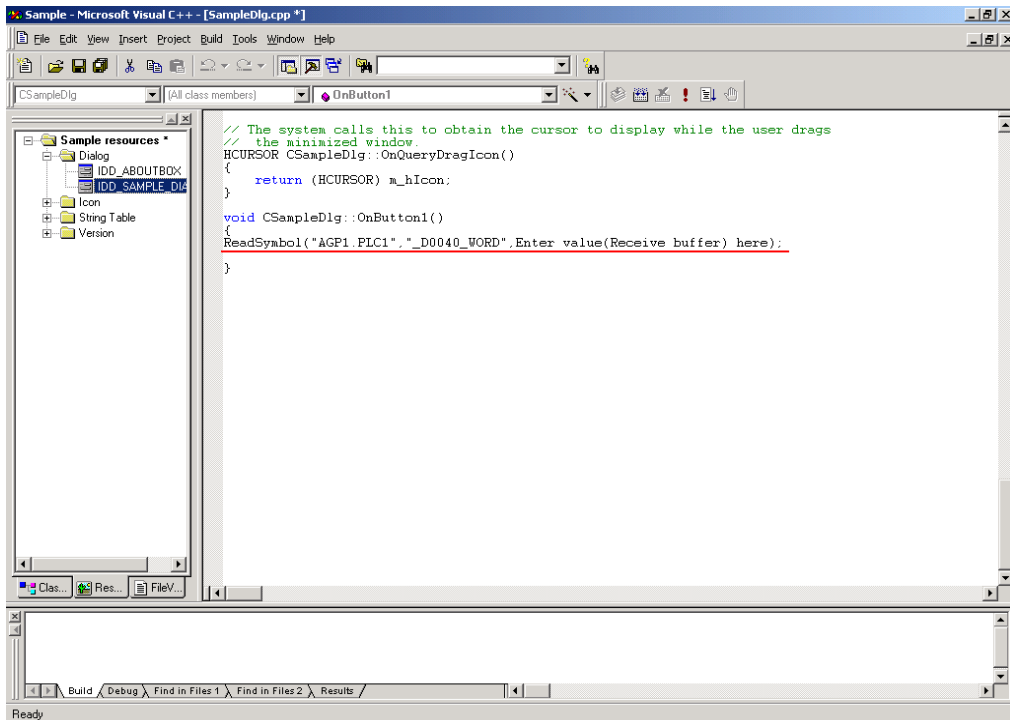 Sample - Microsoft Visual C++ - [SampleDlg.cpp *]
File Edit View Insert Project Build Tools Window Help
CSampleDlg (All class members) OnButton1
Sample resources *
Dialog
IDD_ABOUTBOX
IDD_SAMPLE_DIA
Icon
String Table
Version
Clas... Res... FileV...
// The system calls this to obtain the cursor to display while the user drags
//  the minimized window.
HCURSOR CSampleDlg::OnQueryDragIcon()
{
    return (HCURSOR) m_hIcon;
}
void CSampleDlg::OnButton1()
{
ReadSymbol("AGP1.PLC1","_D0040_WORD",Enter value(Receive buffer) here);
}
Build Debug Find in Files 1 Find in Files 2 Results
Ready